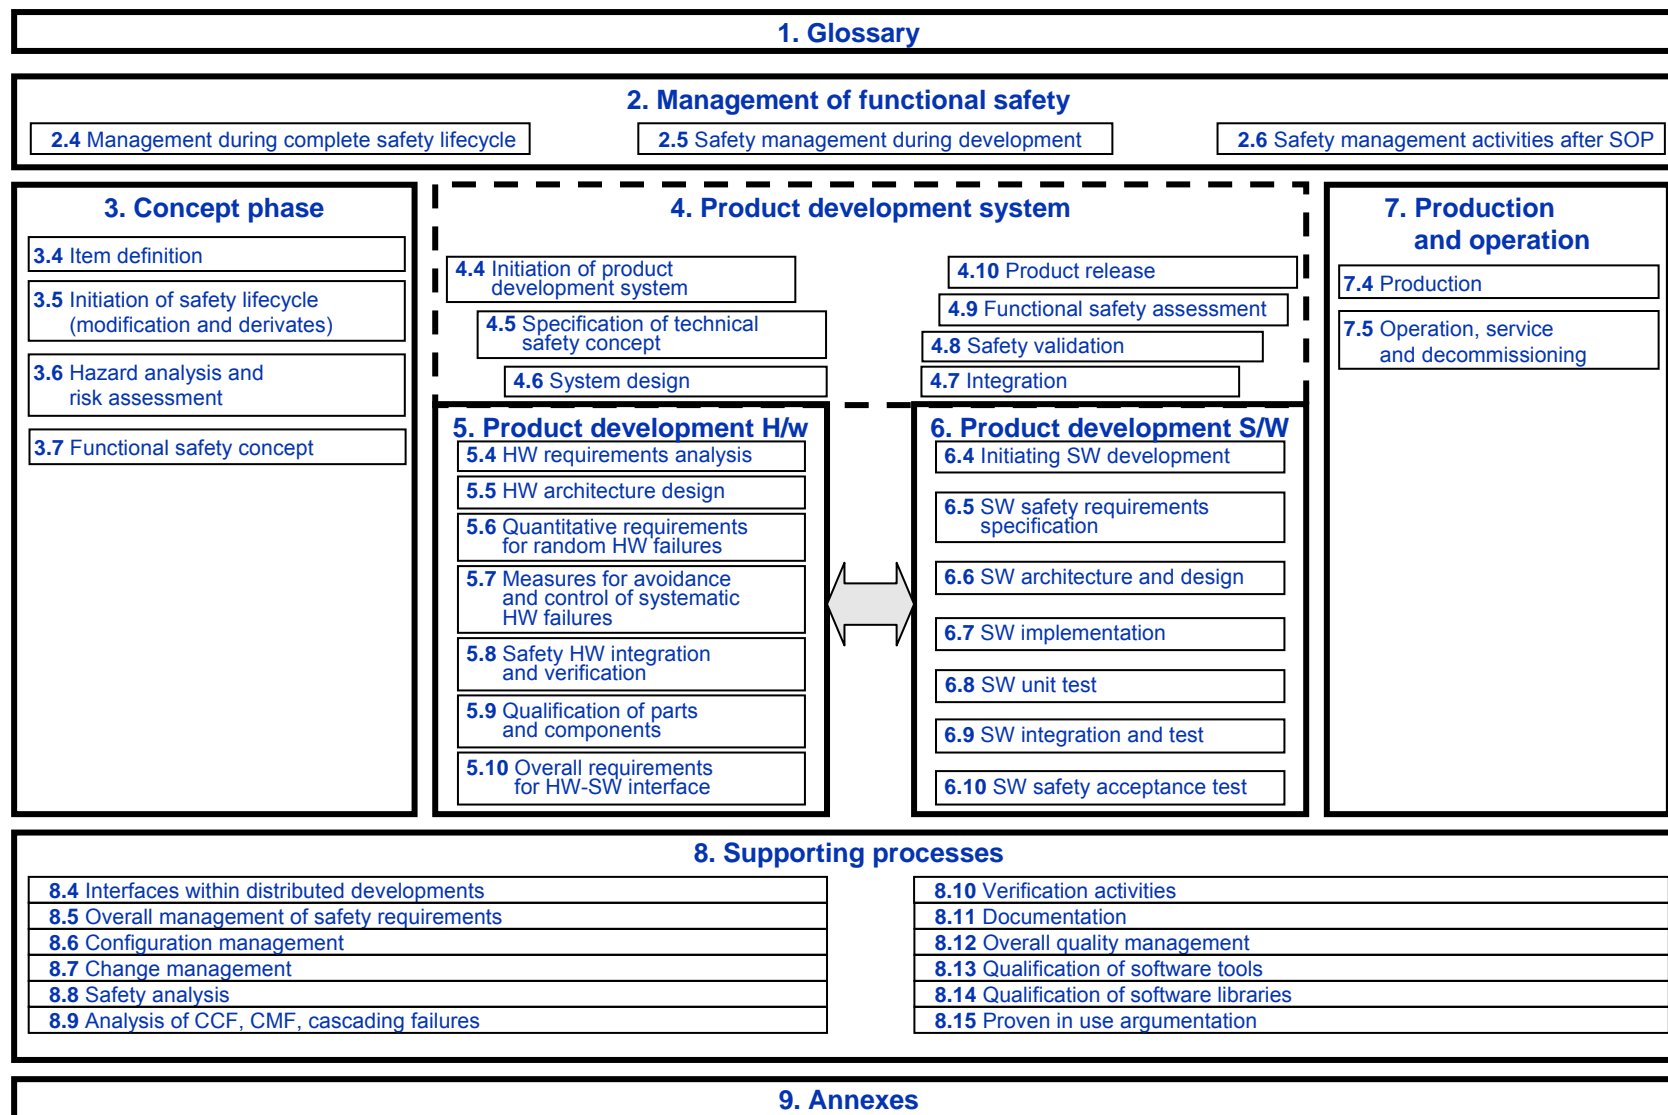 1. Glossary
2. Management of functional safety
2.4 Management during complete safety lifecycle
2.5 Safety management during development
2.6 Safety management activities after SOP
3. Concept phase
3.4 Item definition
3.5 Initiation of safety lifecycle
(modification and derivates)
3.6 Hazard analysis and
risk assessment
3.7 Functional safety concept
4. Product development system
4.4 Initiation of product
development system
4.5 Specification of technical
safety concept
4.6 System design
4.10 Product release
4.9 Functional safety assessment
4.8 Safety validation
4.7 Integration
5. Product development H/w
5.4 HW requirements analysis
5.5 HW architecture design
5.6 Quantitative requirements
for random HW failures
5.7 Measures for avoidance
and control of systematic
HW failures
5.8 Safety HW integration
and verification
5.9 Qualification of parts
and components
5.10 Overall requirements
for HW-SW interface
6. Product development S/W
6.4 Initiating SW development
6.5 SW safety requirements
specification
6.6 SW architecture and design
6.7 SW implementation
6.8 SW unit test
6.9 SW integration and test
6.10 SW safety acceptance test
7. Production
and operation
7.4 Production
7.5 Operation, service
and decommissioning
8. Supporting processes
8.4 Interfaces within distributed developments
8.5 Overall management of safety requirements
8.6 Configuration management
8.7 Change management
8.8 Safety analysis
8.9 Analysis of CCF, CMF, cascading failures
8.10 Verification activities
8.11 Documentation
8.12 Overall quality management
8.13 Qualification of software tools
8.14 Qualification of software libraries
8.15 Proven in use argumentation
9. Annexes